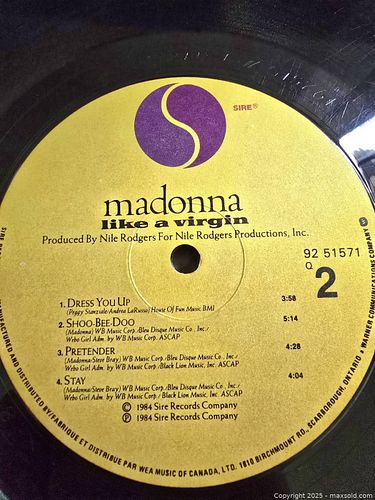 SIRE®
madonna
like a virgin
Produced By Nile Rodgers For Nile Rodgers Productions, Inc.
92 51571
Q
2
1. DRESS YOU UP 3:58
(Peggy Stanziale/Andrea LaRusso) House Of Fun Music BMI
2. SHOO-BEE-DOO 5:14
(Madonna) WB Music Corp./Bleu Disque Music Co., Inc./
Webo Girl Adm. by WB Music Corp. ASCAP
3. PRETENDER 4:28
(Madonna/Steve Bray) WB Music Corp./Bleu Disque Music Co., Inc./
Webo Girl Adm. by WB Music Corp./Black Lion Music, Inc. ASCAP
4. STAY 4:04
(Madonna/Steve Bray) WB Music Corp./Bleu Disque Music Co., Inc./
Webo Girl Adm. by WB Music Corp./Black Lion Music, Inc. ASCAP
© 1984 Sire Records Company
℗ 1984 Sire Records Company
MANUFACTURED AND DISTRIBUTED BY/FABRIQUE ET DISTRIBUE PAR WEA MUSIC OF CANADA, LTD. 1810 BIRCHMOUNT RD., SCARBOROUGH, ONTARIO A WARNER COMMUNICATIONS COMPANY
Copyright 2025 - maxsold.com